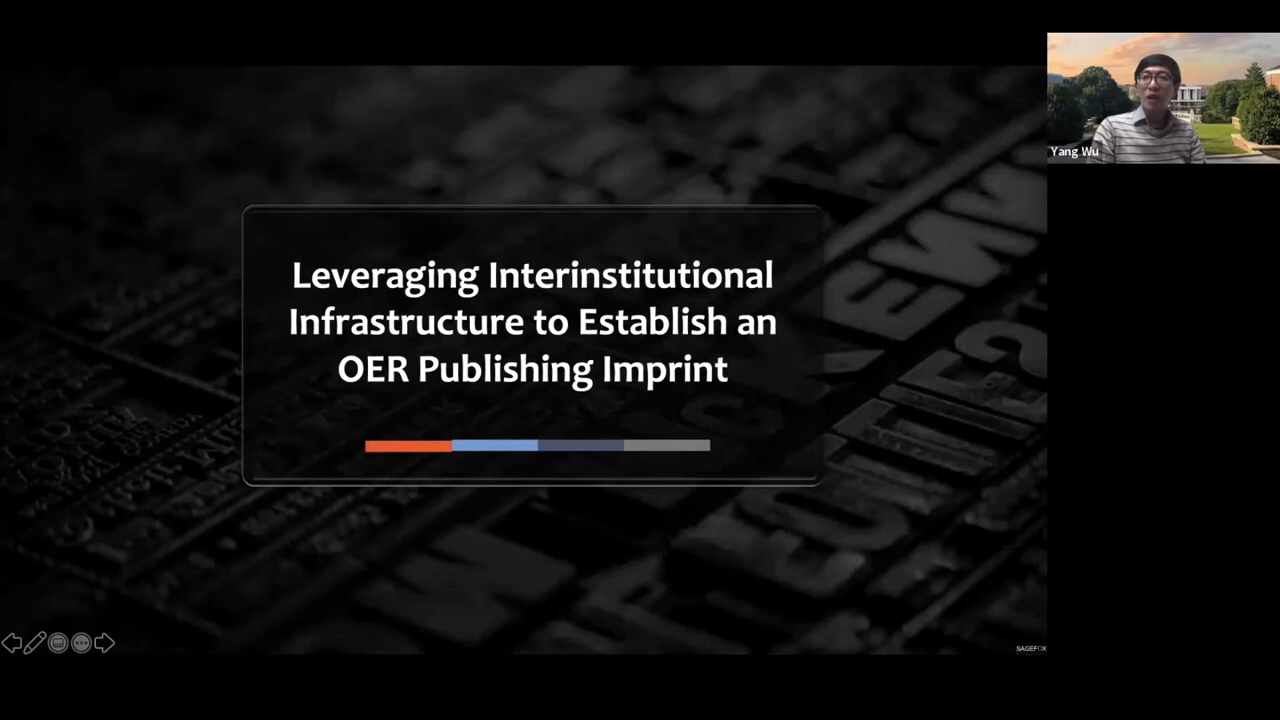 Leveraging Interinstitutional
Infrastructure to Establish an
OER Publishing Imprint
Yang Wu
SAGEFOX